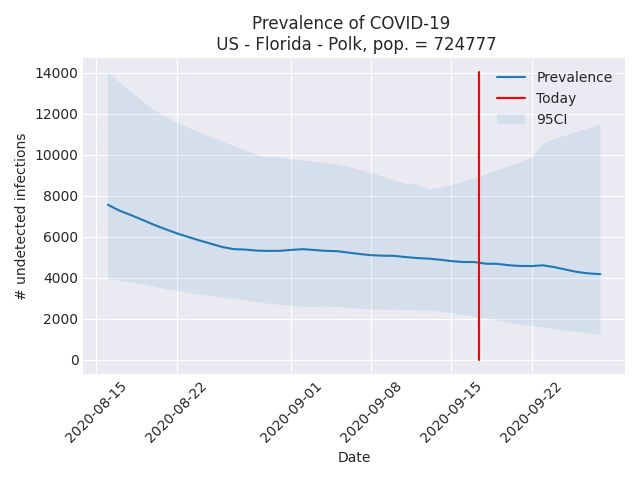 Prevalence of COVID-19
US - Florida - Polk, pop. = 724777
14000
12000
10000
8000
6000
4000
2000
0
# undetected infections
Prevalence
Today
95CI
2020-08-15
2020-08-22
2020-09-01
2020-09-08
2020-09-15
2020-09-22
Date